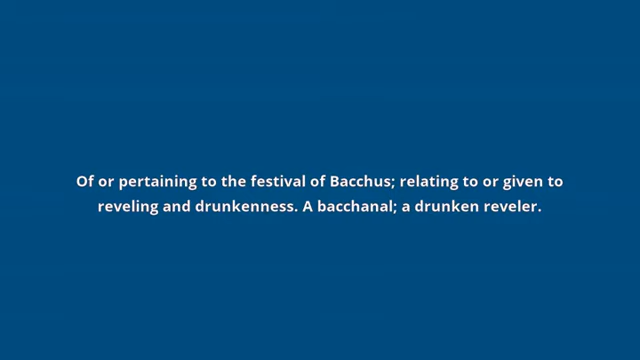 Of or pertaining to the festival of Bacchus; relating to or given to
reveling and drunkenness. A bacchanal; a drunken reveler.